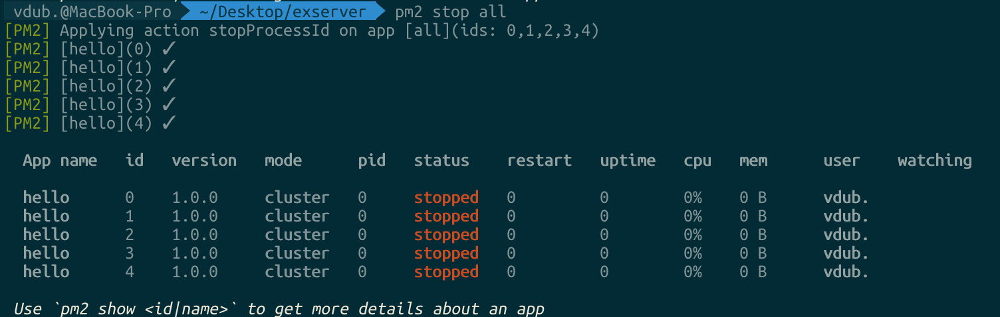 vdub.@MacBook-Pro ~/Desktop/exserver pm2 stop all
[PM2] Applying action stopProcessId on app [all](ids: 0,1,2,3,4)
[PM2] [hello](0) ✓
[PM2] [hello](1) ✓
[PM2] [hello](2) ✓
[PM2] [hello](3) ✓
[PM2] [hello](4) ✓
App name id version mode pid status restart uptime cpu mem user watching
hello 0 1.0.0 cluster 0 stopped 0 0 0% 0 B vdub.
hello 1 1.0.0 cluster 0 stopped 0 0 0% 0 B vdub.
hello 2 1.0.0 cluster 0 stopped 0 0 0% 0 B vdub.
hello 3 1.0.0 cluster 0 stopped 0 0 0% 0 B vdub.
hello 4 1.0.0 cluster 0 stopped 0 0 0% 0 B vdub.
Use `pm2 show <id|name>` to get more details about an app